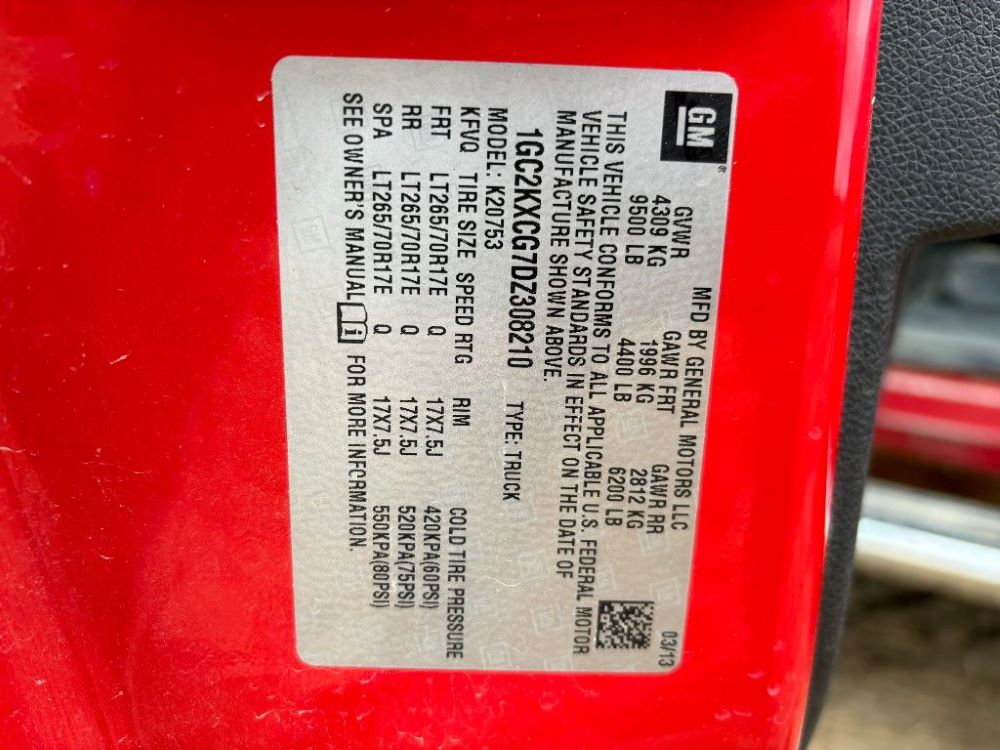 GM
MFD BY GENERAL MOTORS LLC 03/13
GVWR GAWR FRT GAWR RR
4309 KG 1996 KG 2812 KG
9500 LB 4400 LB 6200 LB
THIS VEHICLE CONFORMS TO ALL APPLICABLE U.S. FEDERAL MOTOR
VEHICLE SAFETY STANDARDS IN EFFECT ON THE DATE OF
MANUFACTURE SHOWN ABOVE.
1GC2KXCG7DZ308210 TYPE: TRUCK
MODEL: K20753
KFVQ TIRE SIZE SPEED RTG RIM COLD TIRE PRESSURE
FRT LT265/70R17E Q 17X7.5J 420KPA(60PSI)
RR LT265/70R17E Q 17X7.5J 520KPA(75PSI)
SPA LT265/70R17E Q 17X7.5J 550KPA(80PSI)
SEE OWNER'S MANUAL i FOR MORE INFORMATION.